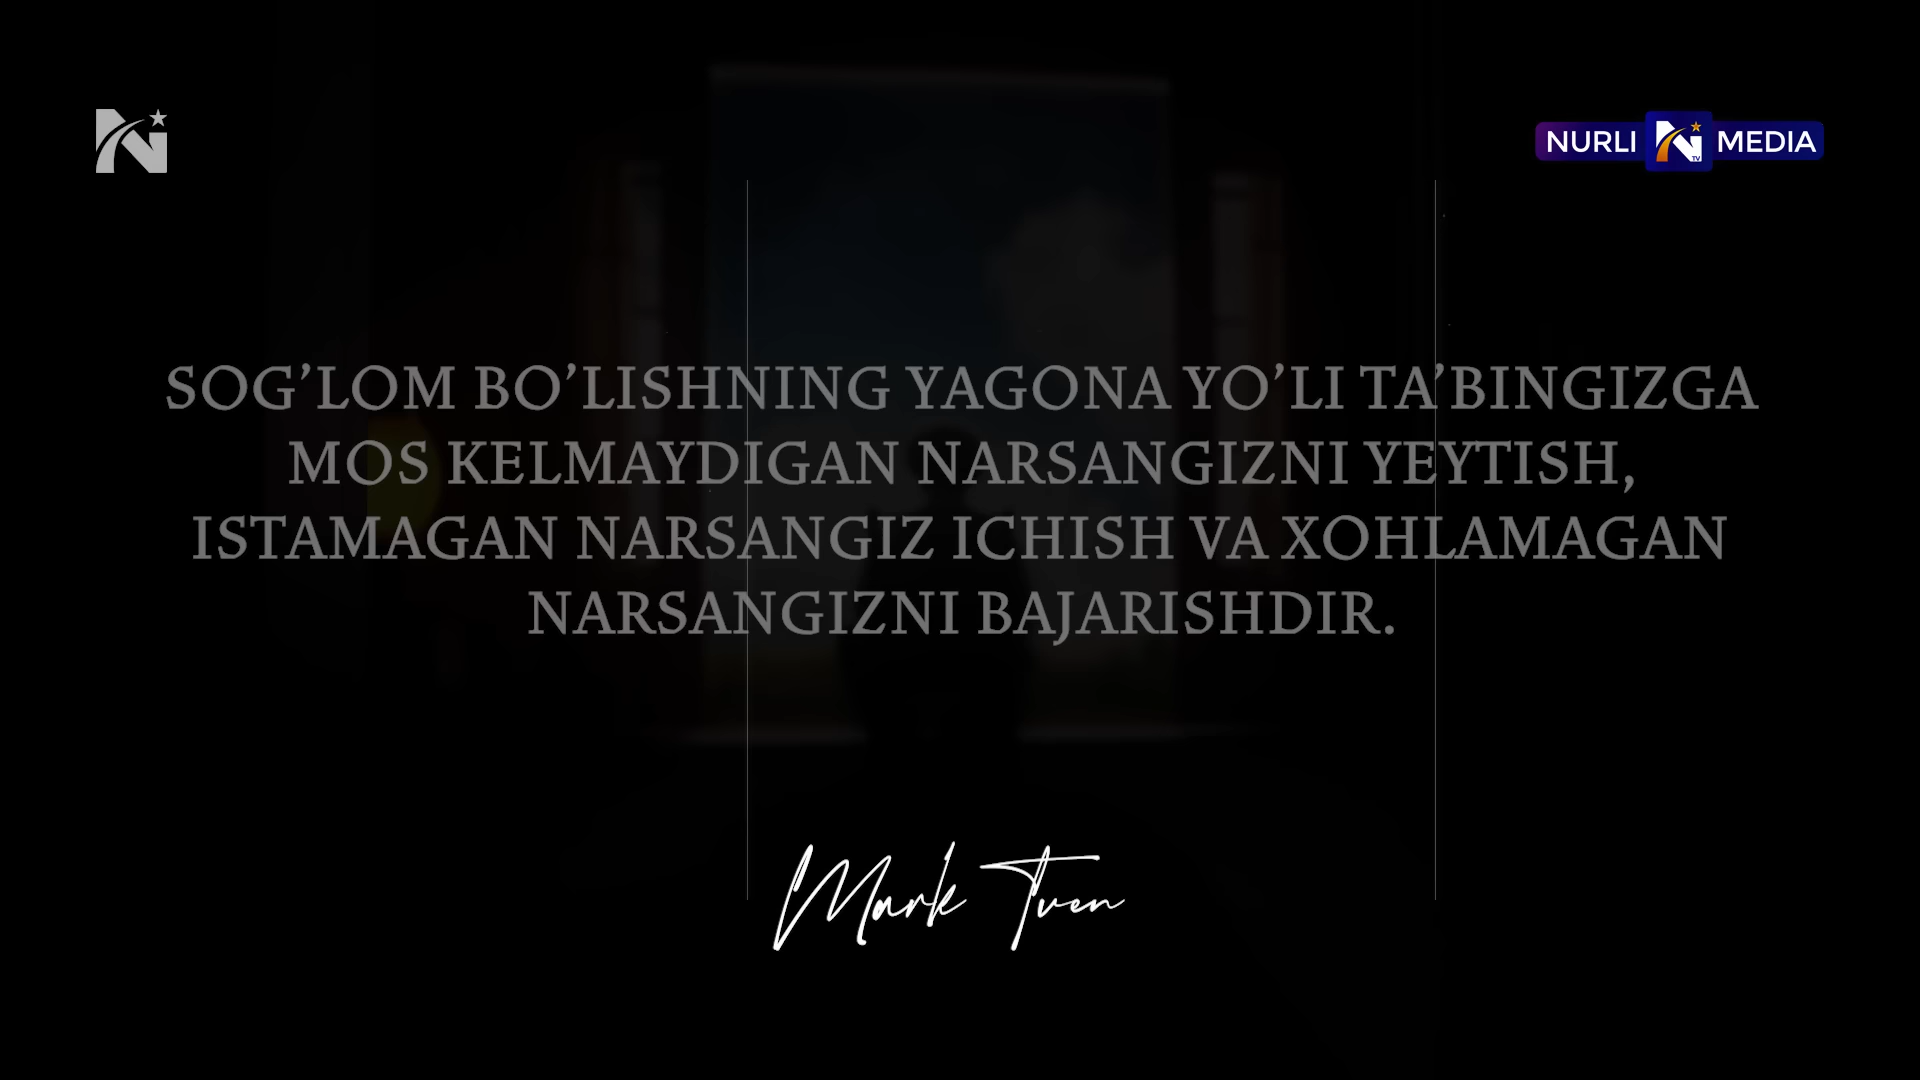 NURLI N TV MEDIA
SOG’LOM BO’LISHNING YAGONA YO’LI TA’BINGIZGA
MOS KELMAYDIGAN NARSANGIZNI YEYTISH,
ISTAMAGAN NARSANGIZ ICHISH VA XOHLAMAGAN
NARSANGIZNI BAJARISHDIR.
Mark Tven